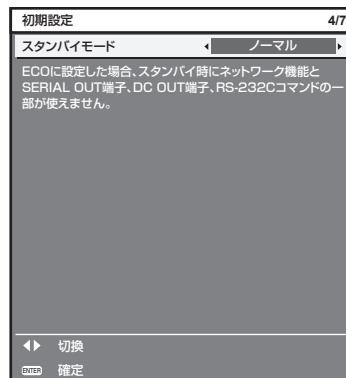 初期設定 4/7
スタンバイモード ノーマル
ECOに設定した場合、スタンバイ時にネットワーク機能と
SERIAL OUT端子、DC OUT端子、RS-232Cコマンドの一
部が使えません。
切換
ENTER 確定